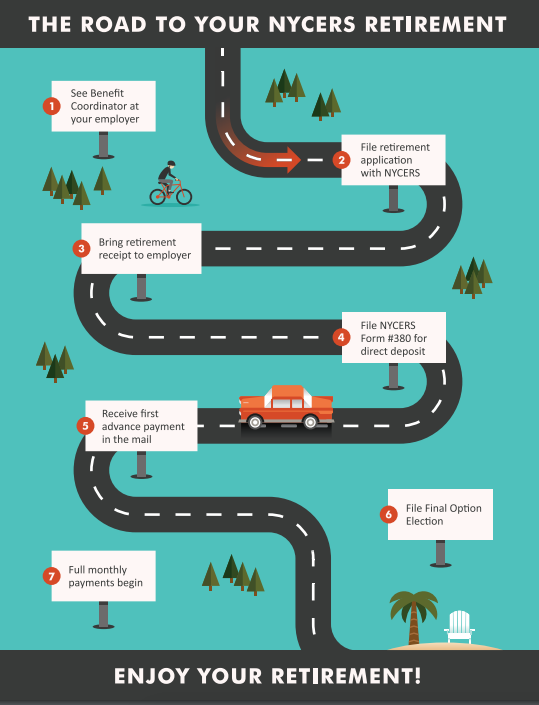 THE ROAD TO YOUR NYCERS RETIREMENT
1
See Benefit
Coordinator at
your employer
2
File retirement
application
with NYCERS
3
Bring retirement
receipt to employer
4
File NYCERS
Form #380 for
direct deposit
5
Receive first
advance payment
in the mail
6
File Final Option
Election
7
Full monthly
payments begin
ENJOY YOUR RETIREMENT!